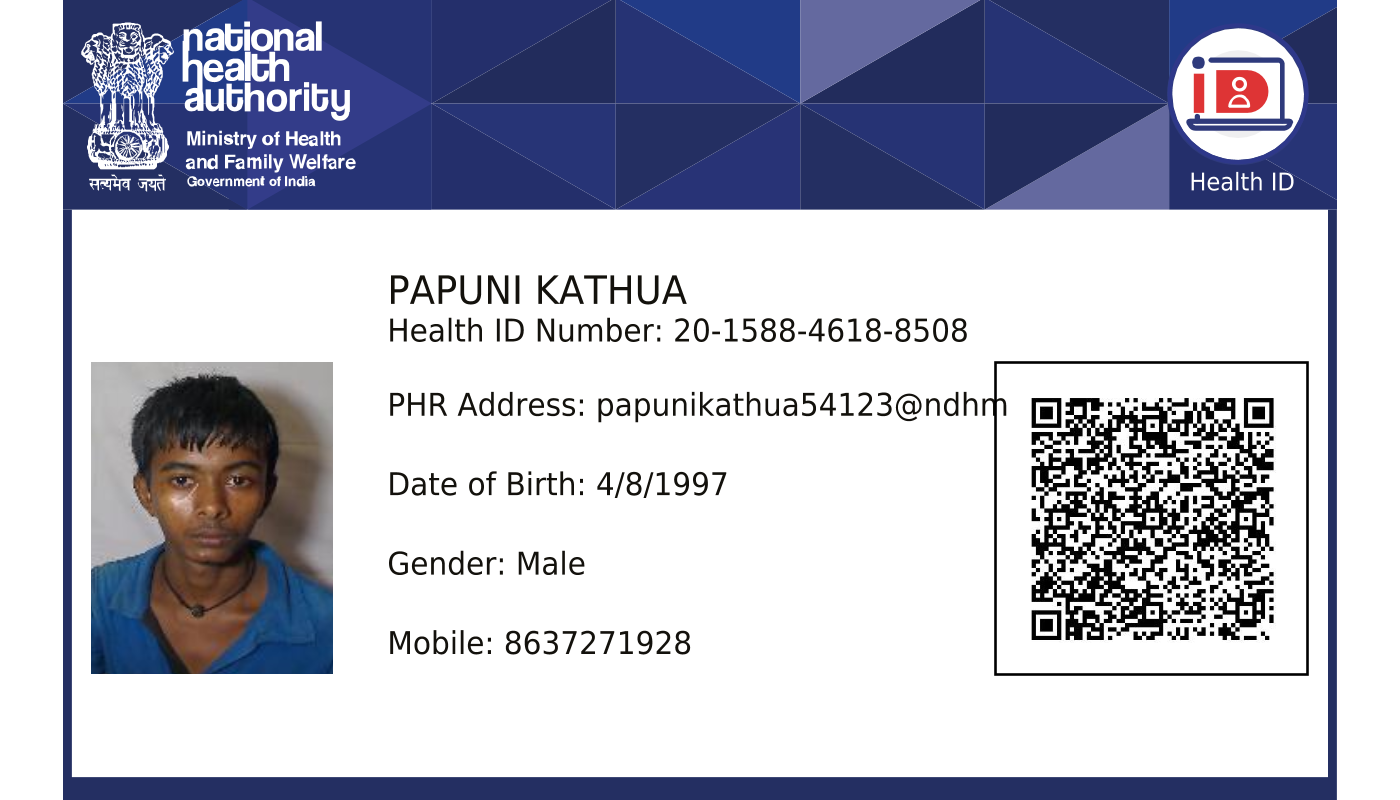 national
health
authority
Ministry of Health
and Family Welfare
Government of India
सत्यमेव जयते
iD
Health ID
PAPUNI KATHUA
Health ID Number: 20-1588-4618-8508
PHR Address: papunikathua54123@ndhm
Date of Birth: 4/8/1997
Gender: Male
Mobile: 8637271928